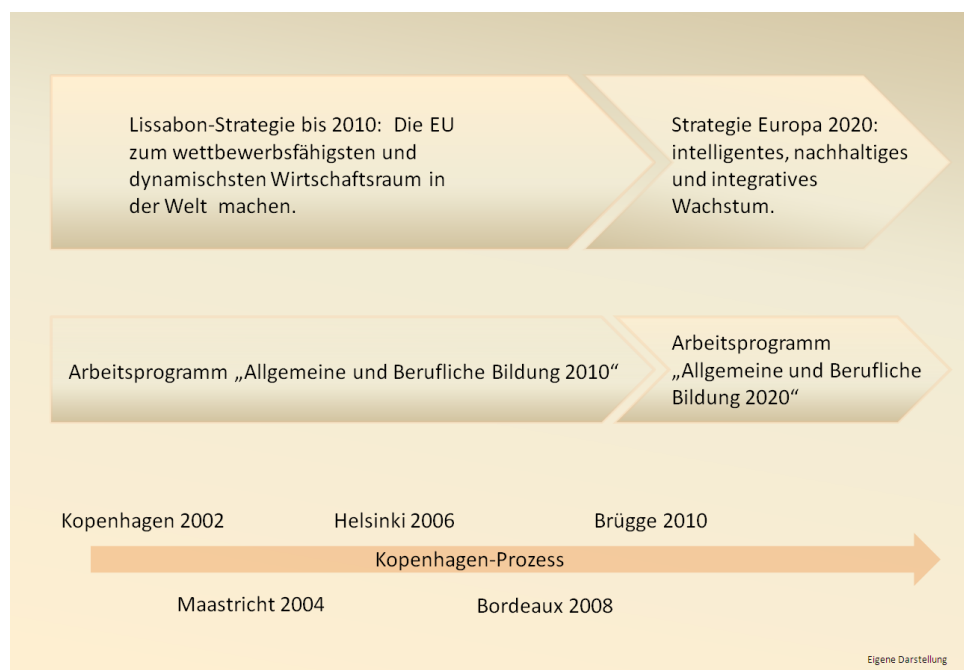 Lissabon-Strategie bis 2010:  Die EU
zum wettbewerbsfähigsten und
dynamischsten Wirtschaftsraum in
der Welt  machen.
Strategie Europa 2020:
intelligentes, nachhaltiges
und integratives
Wachstum.
Arbeitsprogramm „Allgemeine und Berufliche Bildung 2010“
Arbeitsprogramm
„Allgemeine und Berufliche
Bildung 2020“
Kopenhagen 2002
Helsinki 2006
Brügge 2010
Kopenhagen-Prozess
Maastricht 2004
Bordeaux 2008
Eigene Darstellung